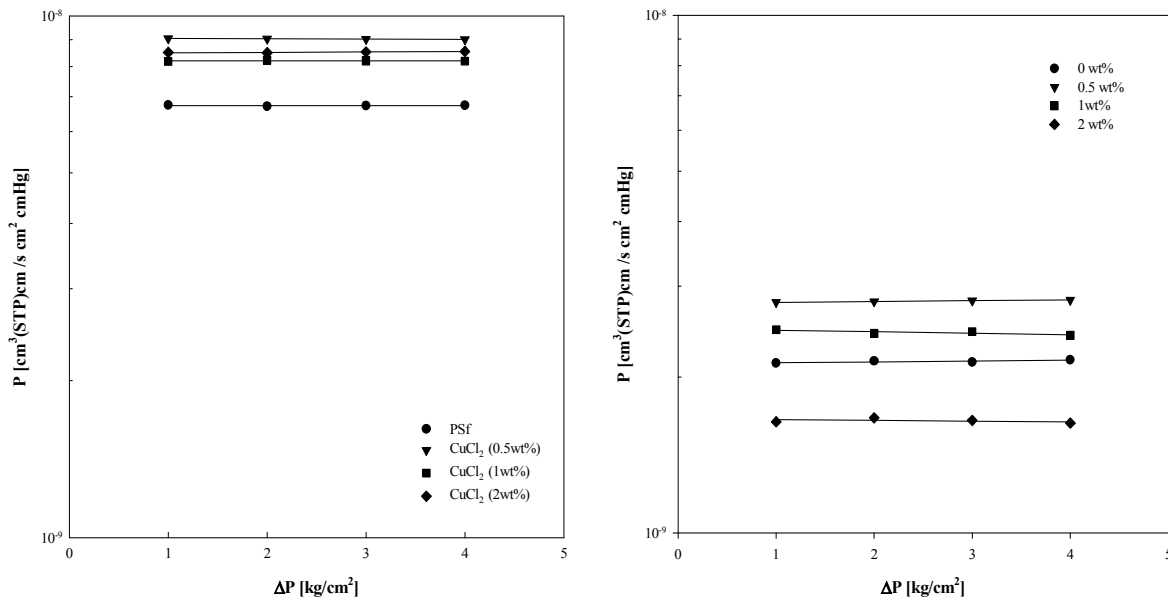 10⁻⁸
10⁻⁹
P [cm³(STP)cm /s cm² cmHg]
PSf
CuCl₂ (0.5wt%)
CuCl₂ (1wt%)
CuCl₂ (2wt%)
0 1 2 3 4 5
ΔP [kg/cm²]
10⁻⁸
10⁻⁹
P [cm³(STP)cm /s cm² cmHg]
0 wt%
0.5 wt%
1wt%
2 wt%
0 1 2 3 4 5
ΔP [kg/cm²]